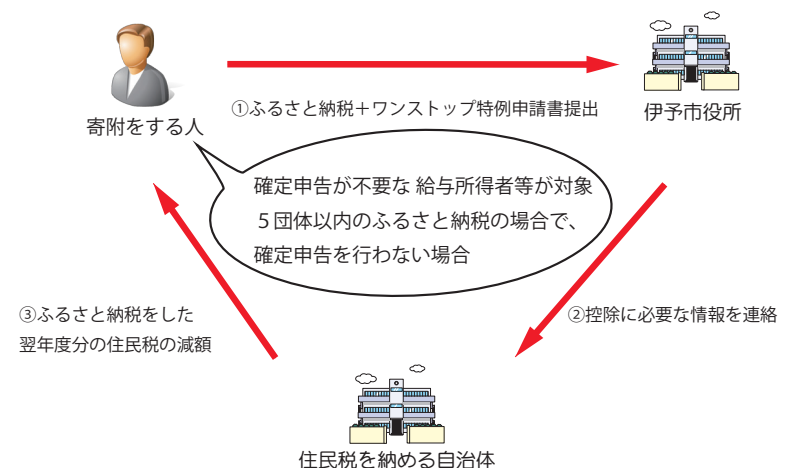 ①ふるさと納税＋ワンストップ特例申請書提出
寄附をする人
伊予市役所
確定申告が不要な 給与所得者等が対象
５団体以内のふるさと納税の場合で、
確定申告を行わない場合
②控除に必要な情報を連絡
③ふるさと納税をした
翌年度分の住民税の減額
住民税を納める自治体